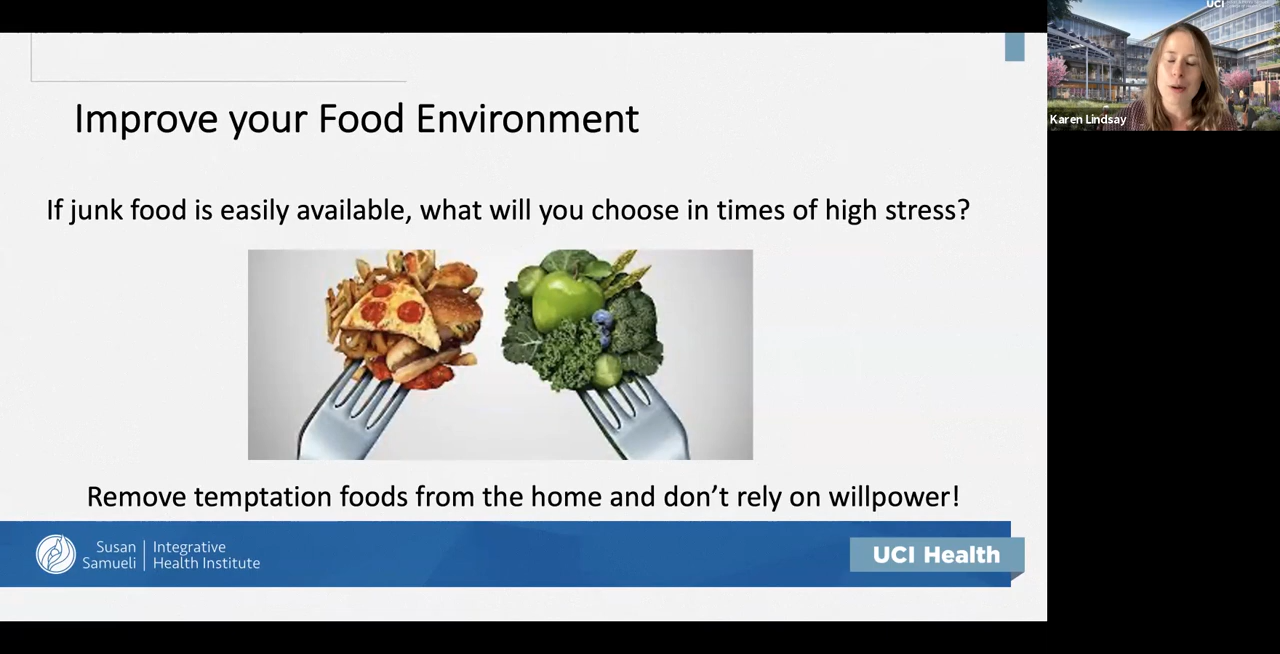 Improve your Food Environment
If junk food is easily available, what will you choose in times of high stress?
Remove temptation foods from the home and don’t rely on willpower!
Susan
Samueli
Integrative
Health Institute
UCI Health
UCI
Karen Lindsay